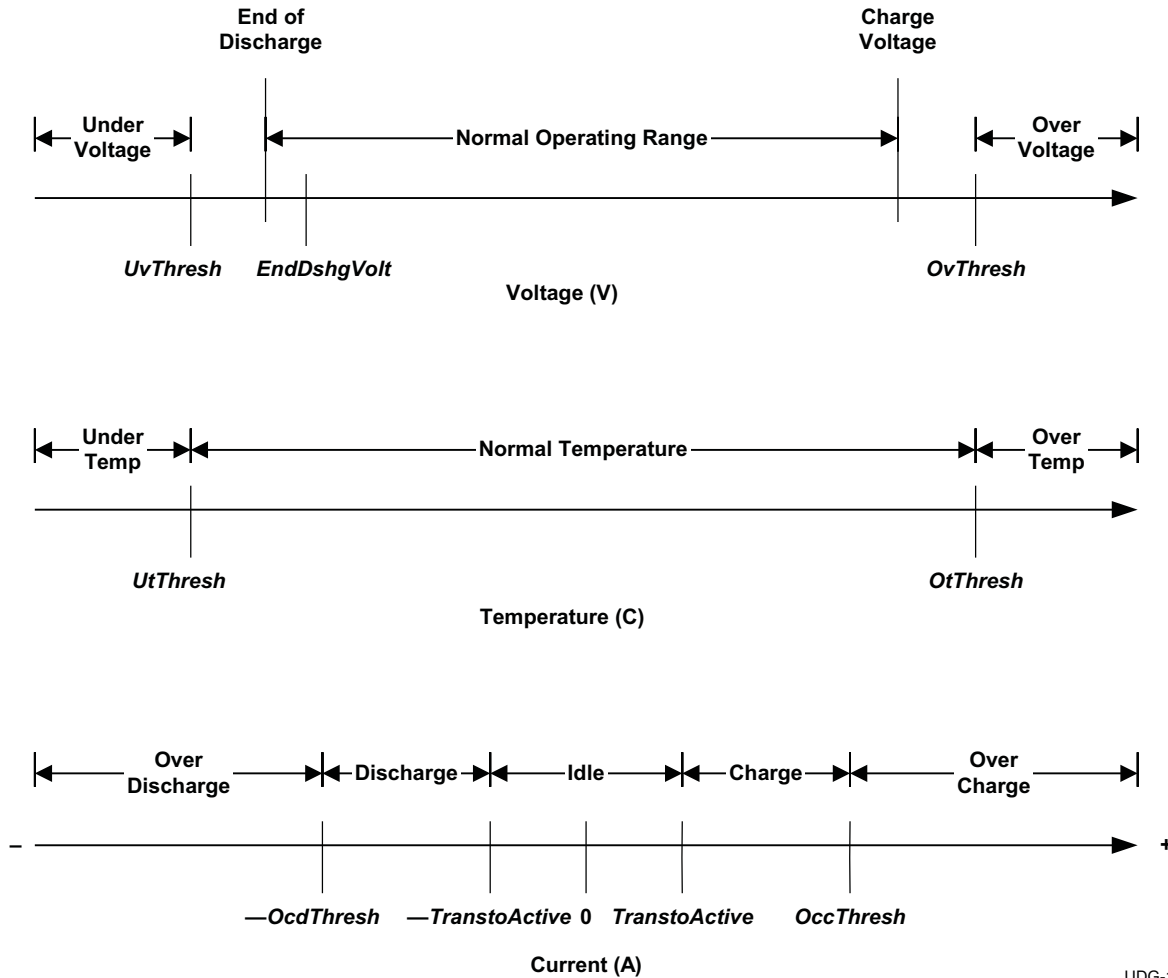 End of
Discharge
Charge
Voltage
Under
Voltage
Normal Operating Range
Over
Voltage
UvThresh
EndDshgVolt
OvThresh
Voltage (V)
Under
Temp
Normal Temperature
Over
Temp
UtThresh
OtThresh
Temperature (C)
Over
Discharge
Discharge
Idle
Charge
Over
Charge
–
+
—OcdThresh
—TranstoActive
0
TranstoActive
OccThresh
Current (A)